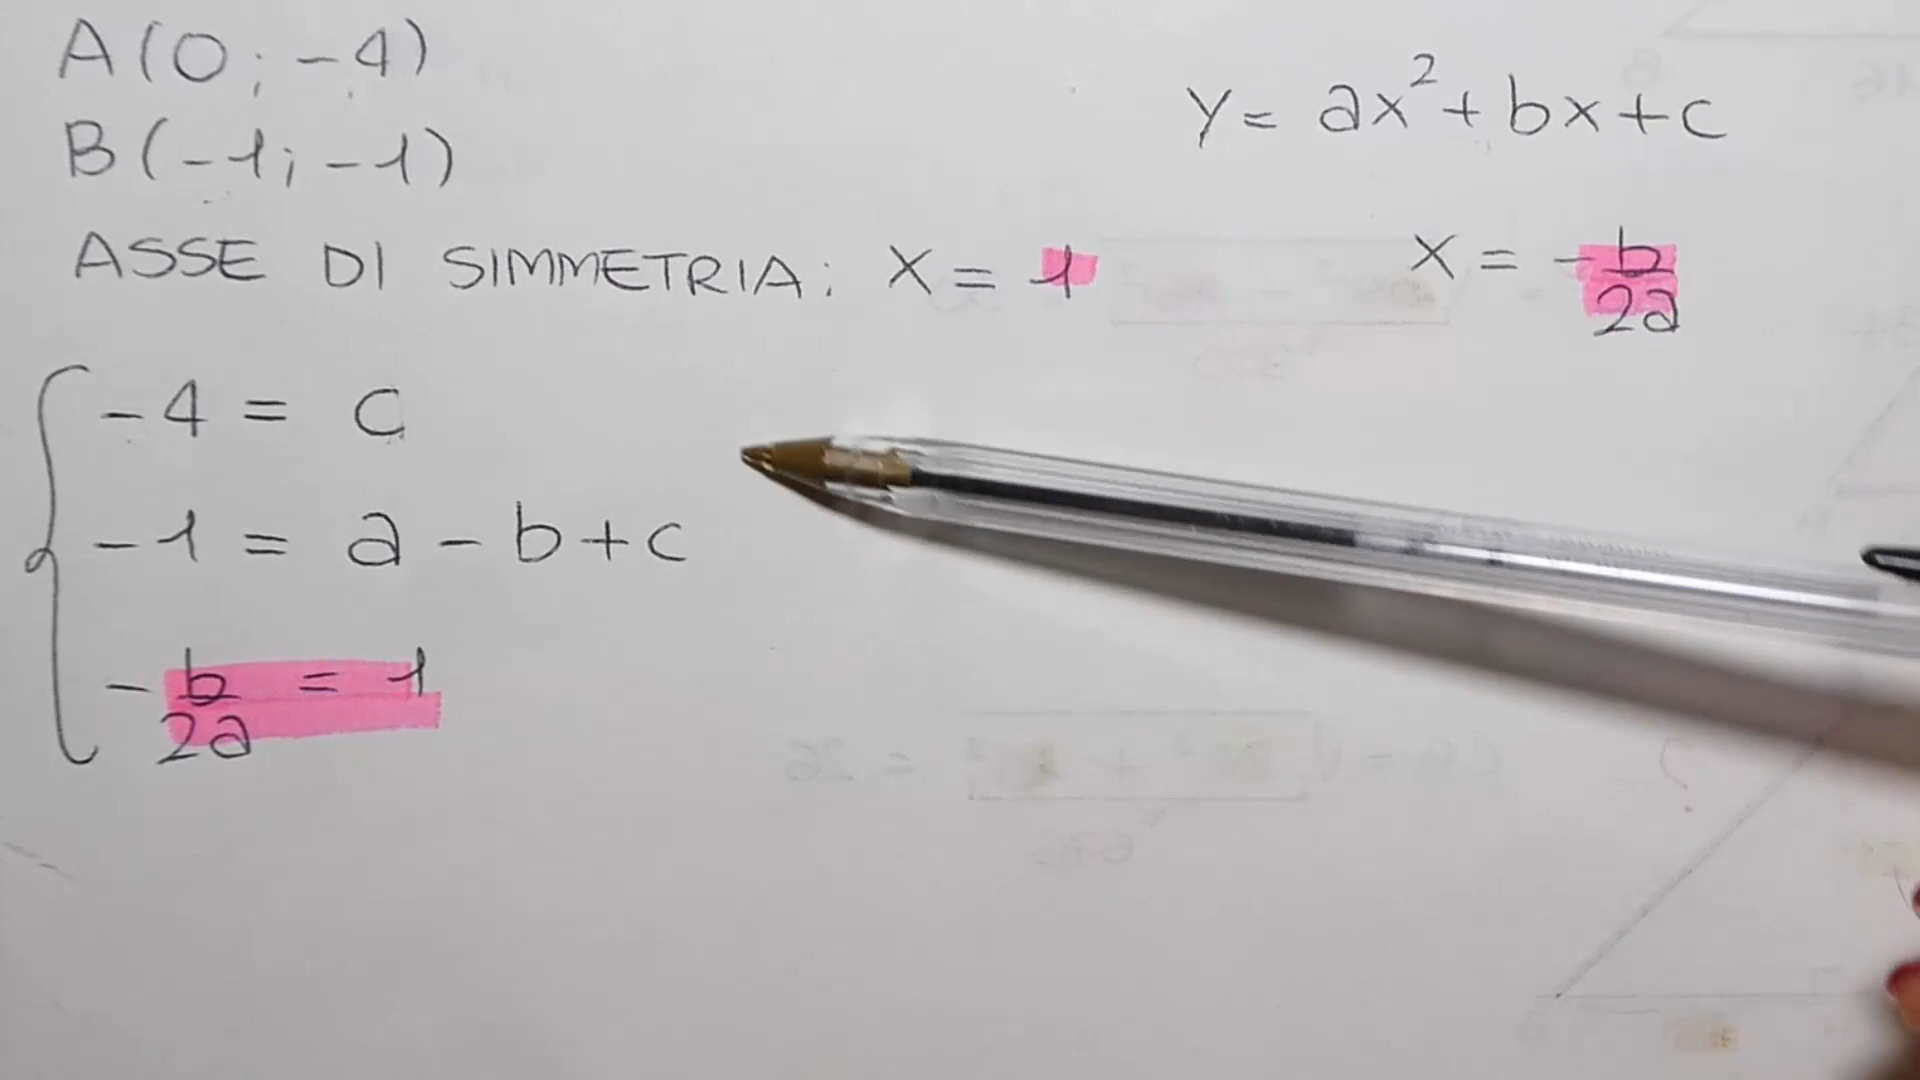 A(0; -4)
B(-1; -1)
y = ax² + bx + c
ASSE DI SIMMETRIA: x = 1
x = -b/2a
-4 = c
-1 = a - b + c
-b/2a = 1